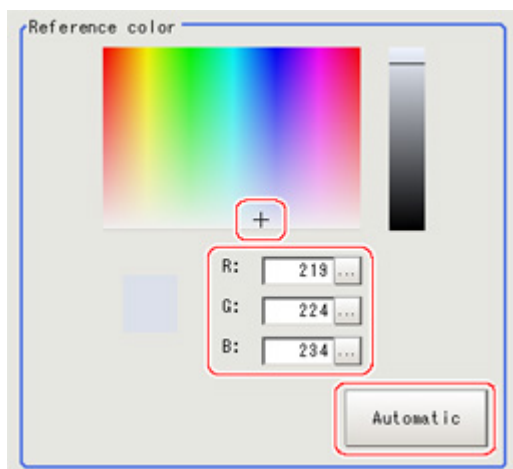 Reference color
R: 219 ...
G: 224 ...
B: 234 ...
Automatic